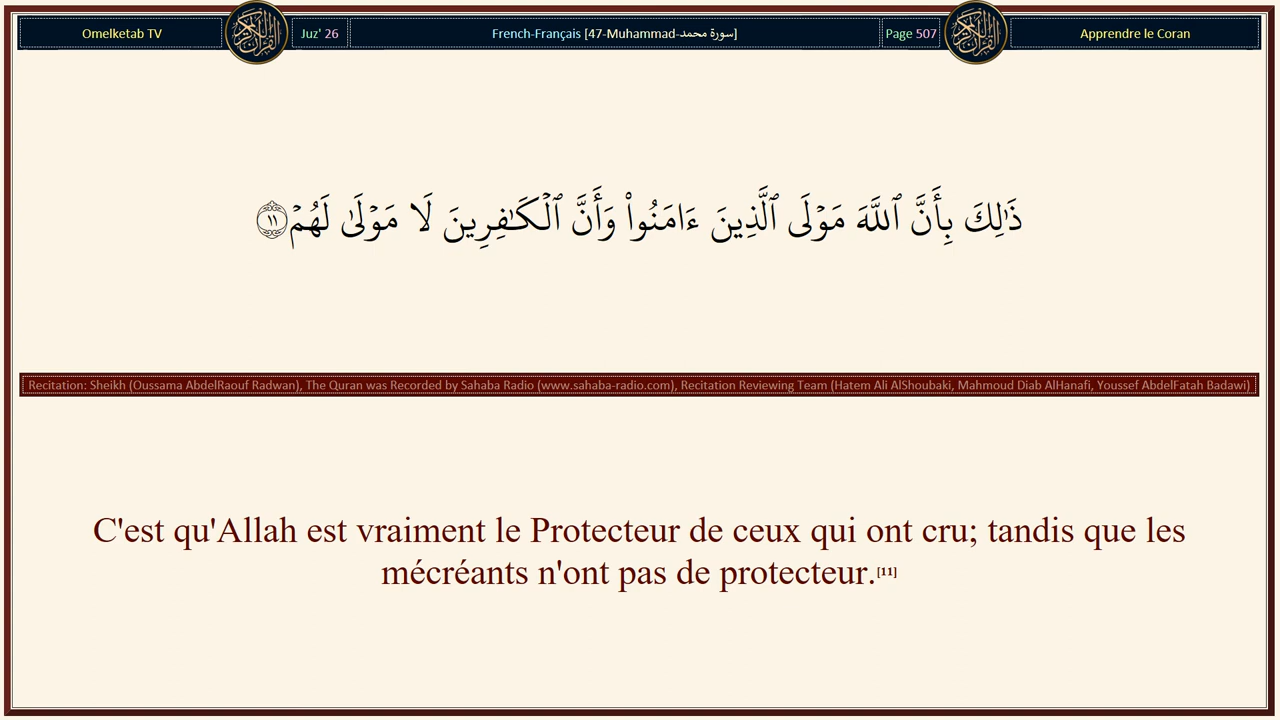 Omelketab TV
Juz' 26
French-Français [47-Muhammad-سورة محمد]
Page 507
Apprendre le Coran
ذَٰلِكَ بِأَنَّ ٱللَّهَ مَوۡلَى ٱلَّذِينَ ءَامَنُواْ وَأَنَّ ٱلۡكَٰفِرِينَ لَا مَوۡلَىٰ لَهُمۡ ١١
Recitation: Sheikh (Oussama AbdelRaouf Radwan), The Quran was Recorded by Sahaba Radio (www.sahaba-radio.com), Recitation Reviewing Team (Hatem Ali AlShoubaki, Mahmoud Diab AlHanafi, Youssef AbdelFatah Badawi)
C'est qu'Allah est vraiment le Protecteur de ceux qui ont cru; tandis que les
mécréants n'ont pas de protecteur.[11]